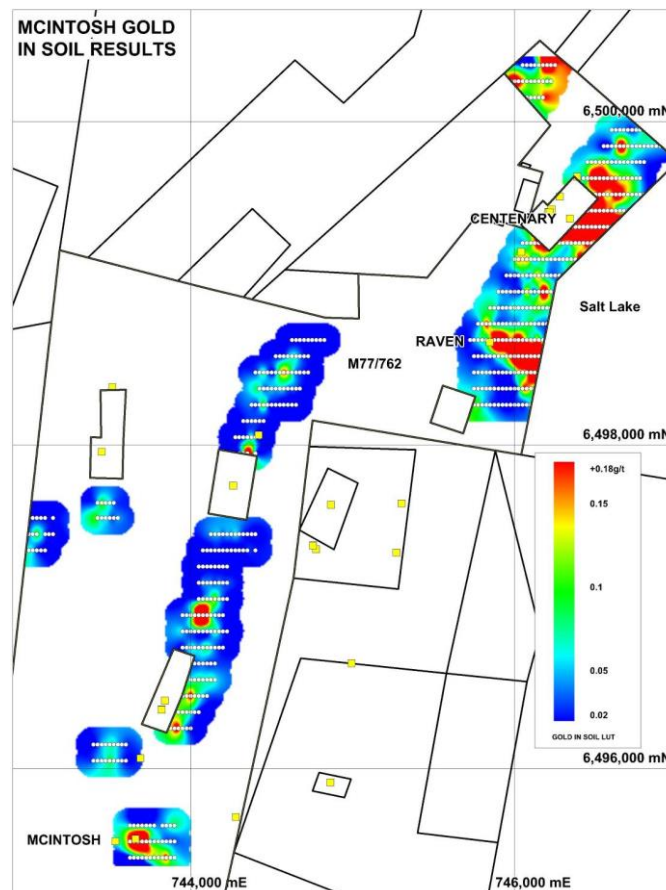 MCINTOSH GOLD
IN SOIL RESULTS
6,500,000 mN
CENTENARY
Salt Lake
RAVEN
M77/762
6,498,000 mN
+0.18g/t
0.15
0.1
0.05
0.02
GOLD IN SOIL LUT
6,496,000 mN
MCINTOSH
744,000 mE
746,000 mE